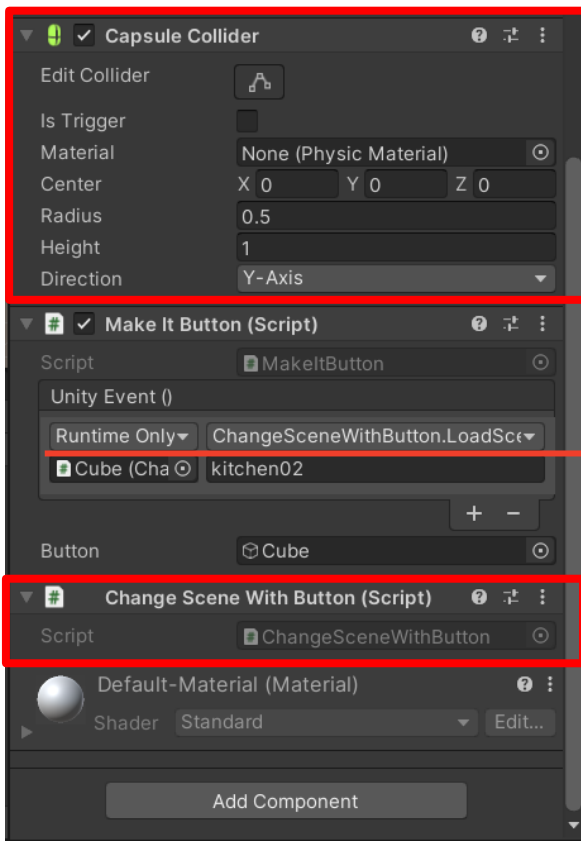 Capsule Collider
Edit Collider
Is Trigger
Material None (Physic Material)
Center X 0 Y 0 Z 0
Radius 0.5
Height 1
Direction Y-Axis
# Make It Button (Script)
Script # MakeItButton
Unity Event ()
Runtime Only ChangeSceneWithButton.LoadSce
# Cube (Cha kitchen02
+ −
Button Cube
# Change Scene With Button (Script)
Script # ChangeSceneWithButton
Default-Material (Material)
Shader Standard Edit...
Add Component